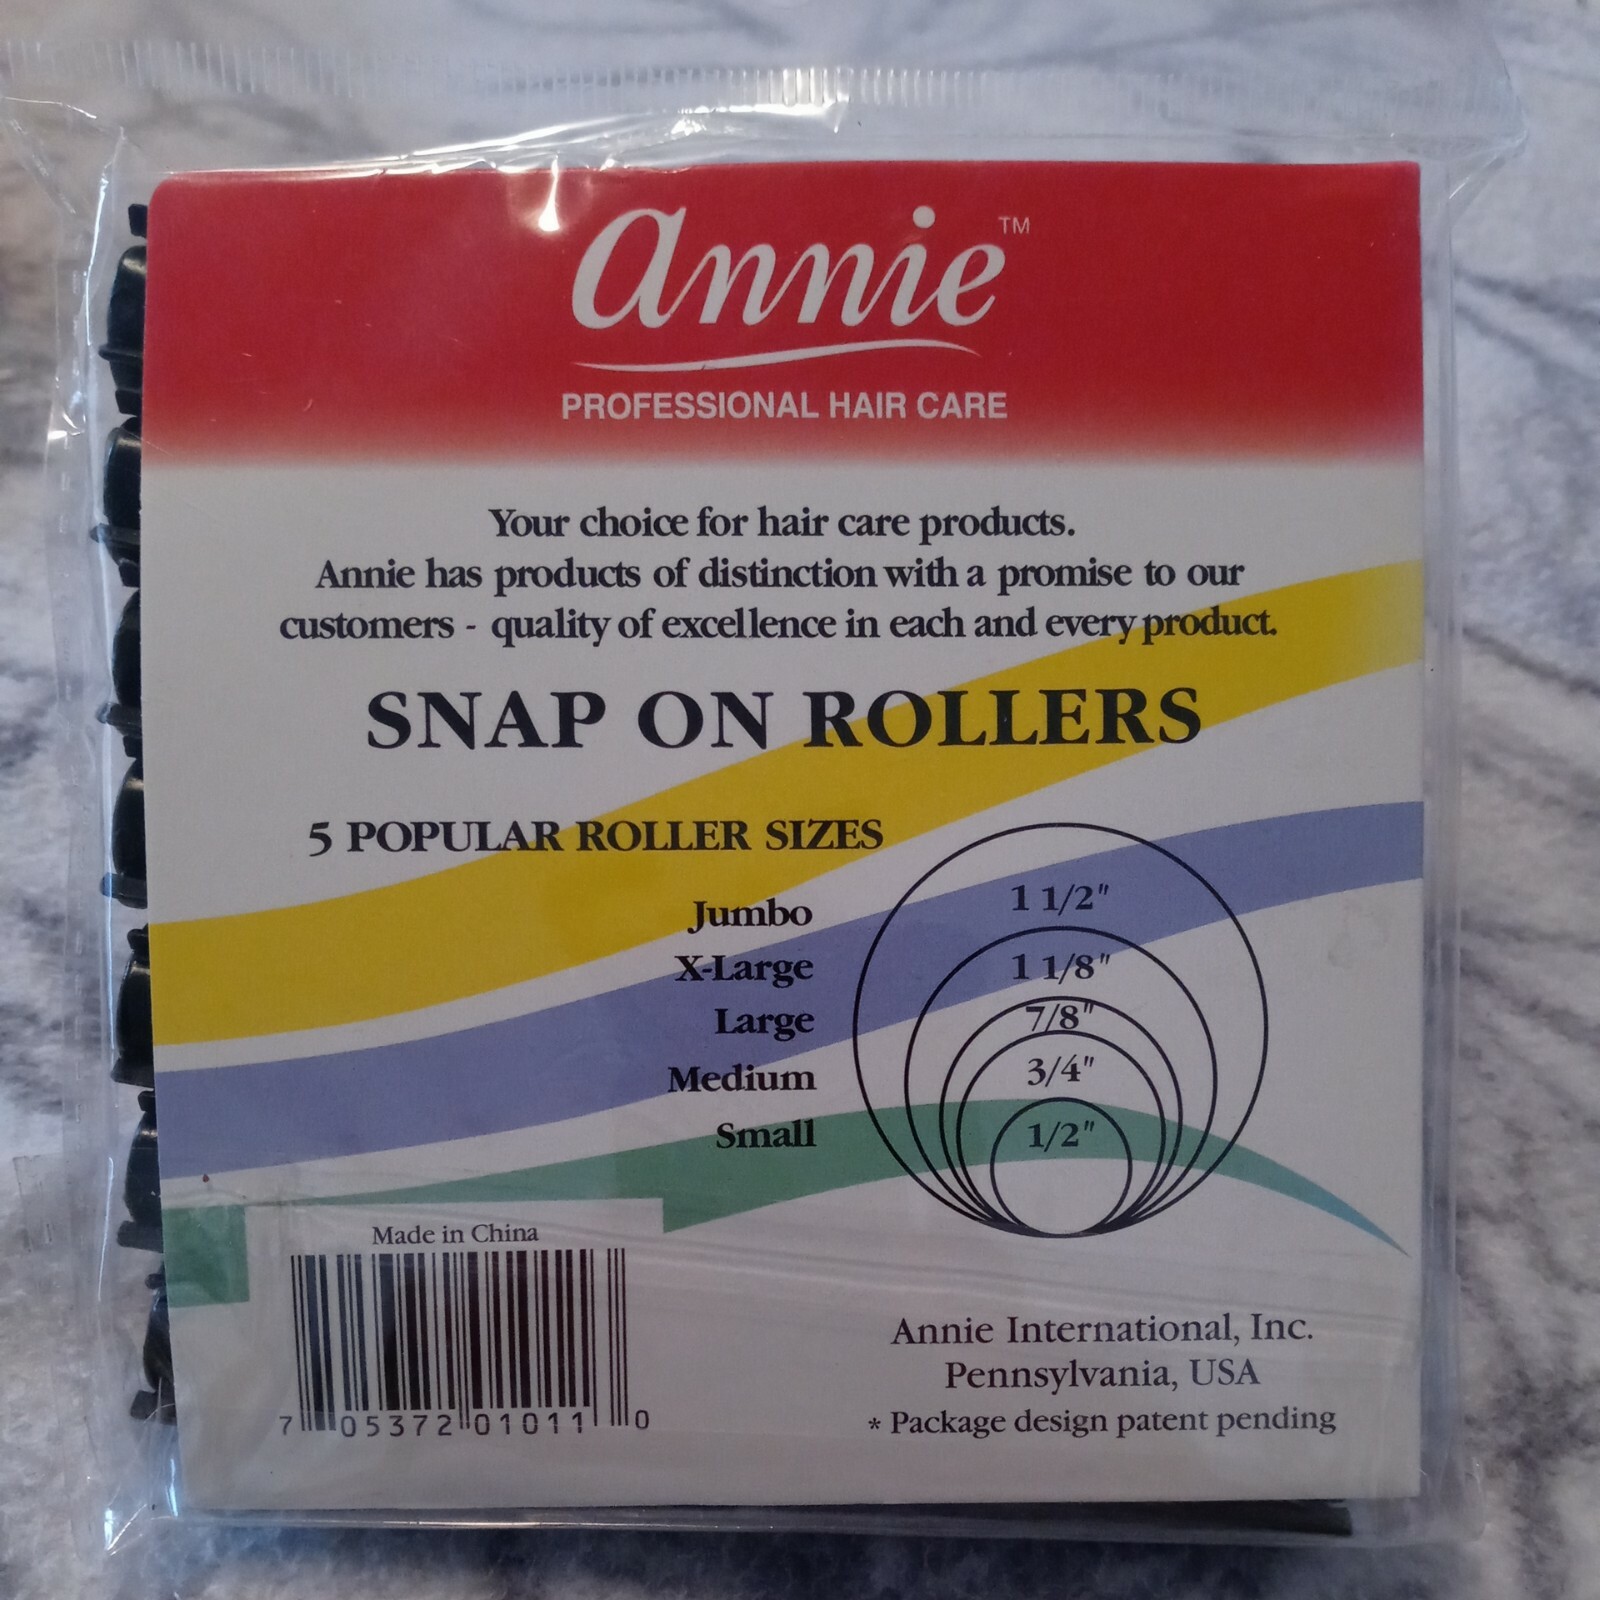 annie™
PROFESSIONAL HAIR CARE
Your choice for hair care products.
Annie has products of distinction with a promise to our
customers - quality of excellence in each and every product.
SNAP ON ROLLERS
5 POPULAR ROLLER SIZES
Jumbo 1 1/2"
X-Large 1 1/8"
Large 7/8"
Medium 3/4"
Small 1/2"
Made in China
7 05372 01011 0
Annie International, Inc.
Pennsylvania, USA
* Package design patent pending